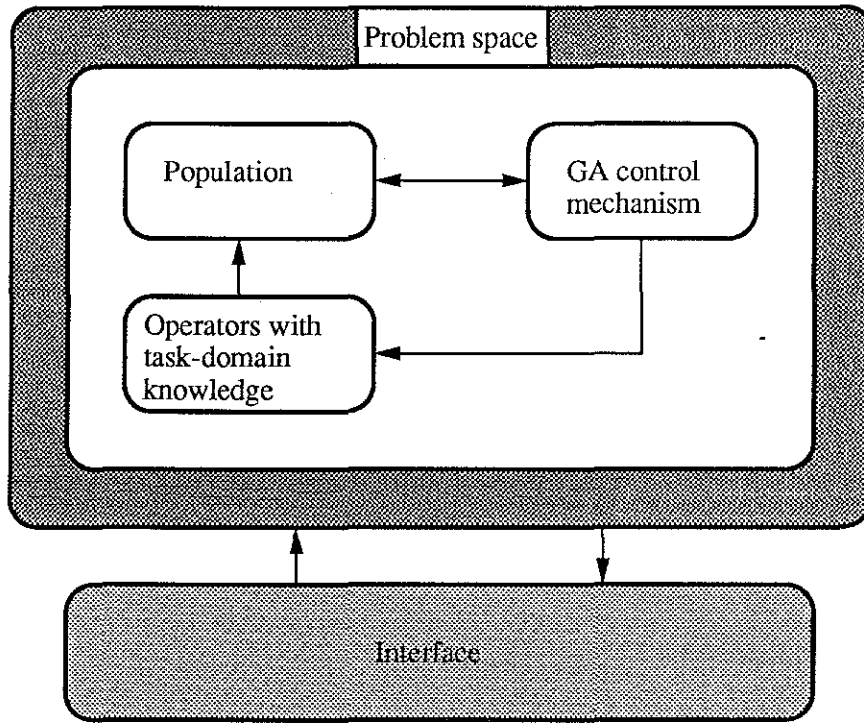 Problem space
Population
GA control
mechanism
Operators with
task-domain
knowledge
Interface